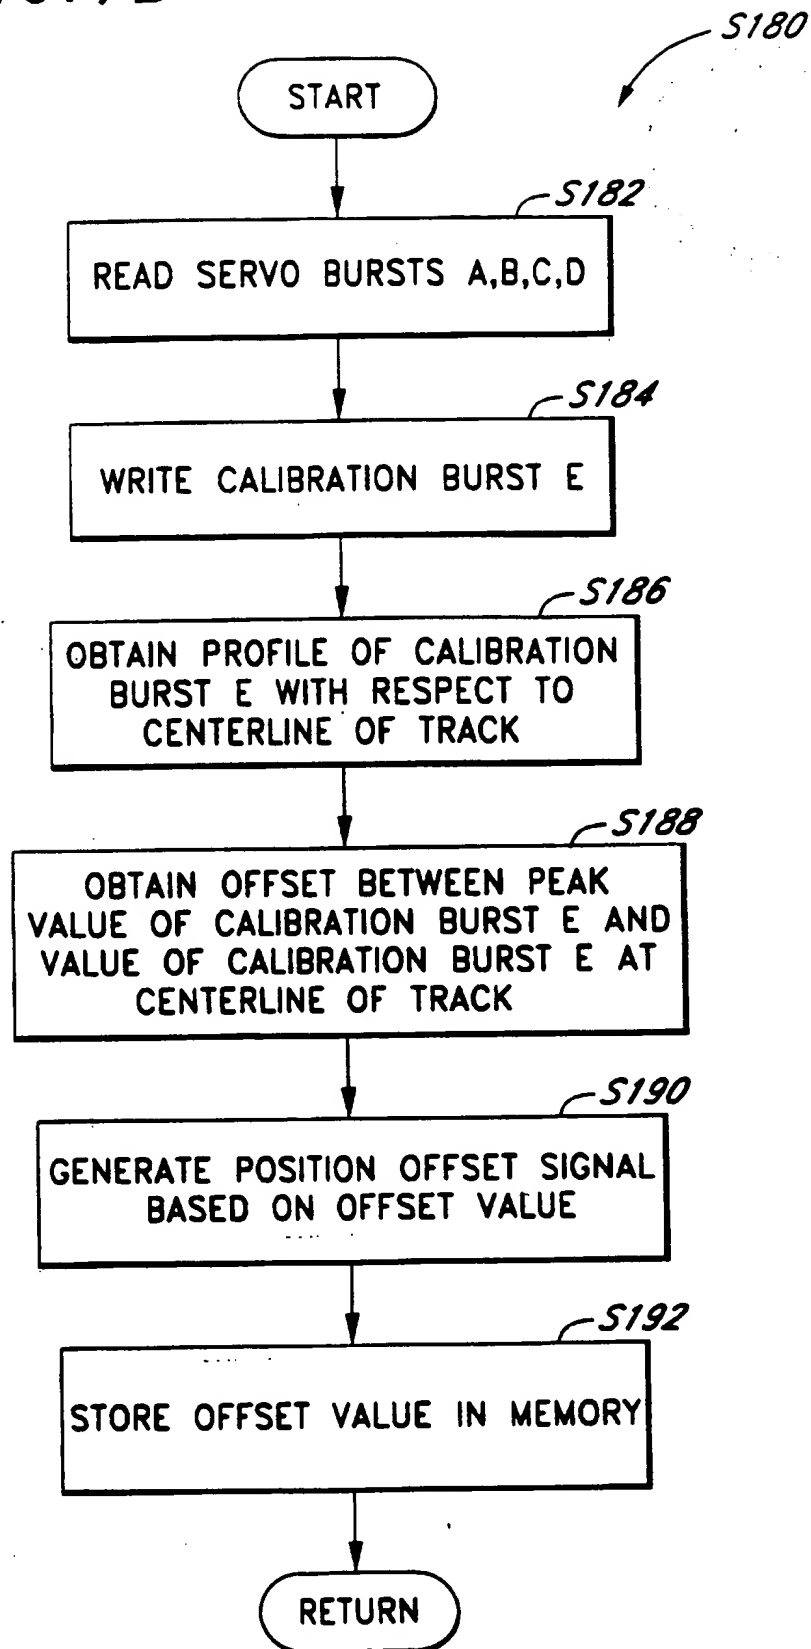 S180
START
S182
READ SERVO BURSTS A,B,C,D
S184
WRITE CALIBRATION BURST E
S186
OBTAIN PROFILE OF CALIBRATION
BURST E WITH RESPECT TO
CENTERLINE OF TRACK
S188
OBTAIN OFFSET BETWEEN PEAK
VALUE OF CALIBRATION BURST E AND
VALUE OF CALIBRATION BURST E AT
CENTERLINE OF TRACK
S190
GENERATE POSITION OFFSET SIGNAL
BASED ON OFFSET VALUE
S192
STORE OFFSET VALUE IN MEMORY
RETURN